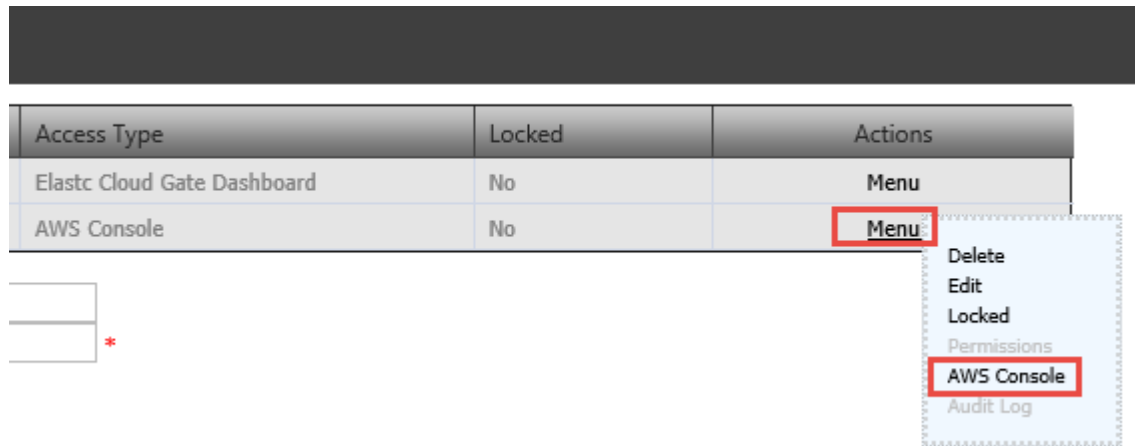 Access Type Locked Actions
Elastc Cloud Gate Dashboard No Menu
AWS Console No Menu
Delete
Edit
Locked
*
Permissions
AWS Console
Audit Log